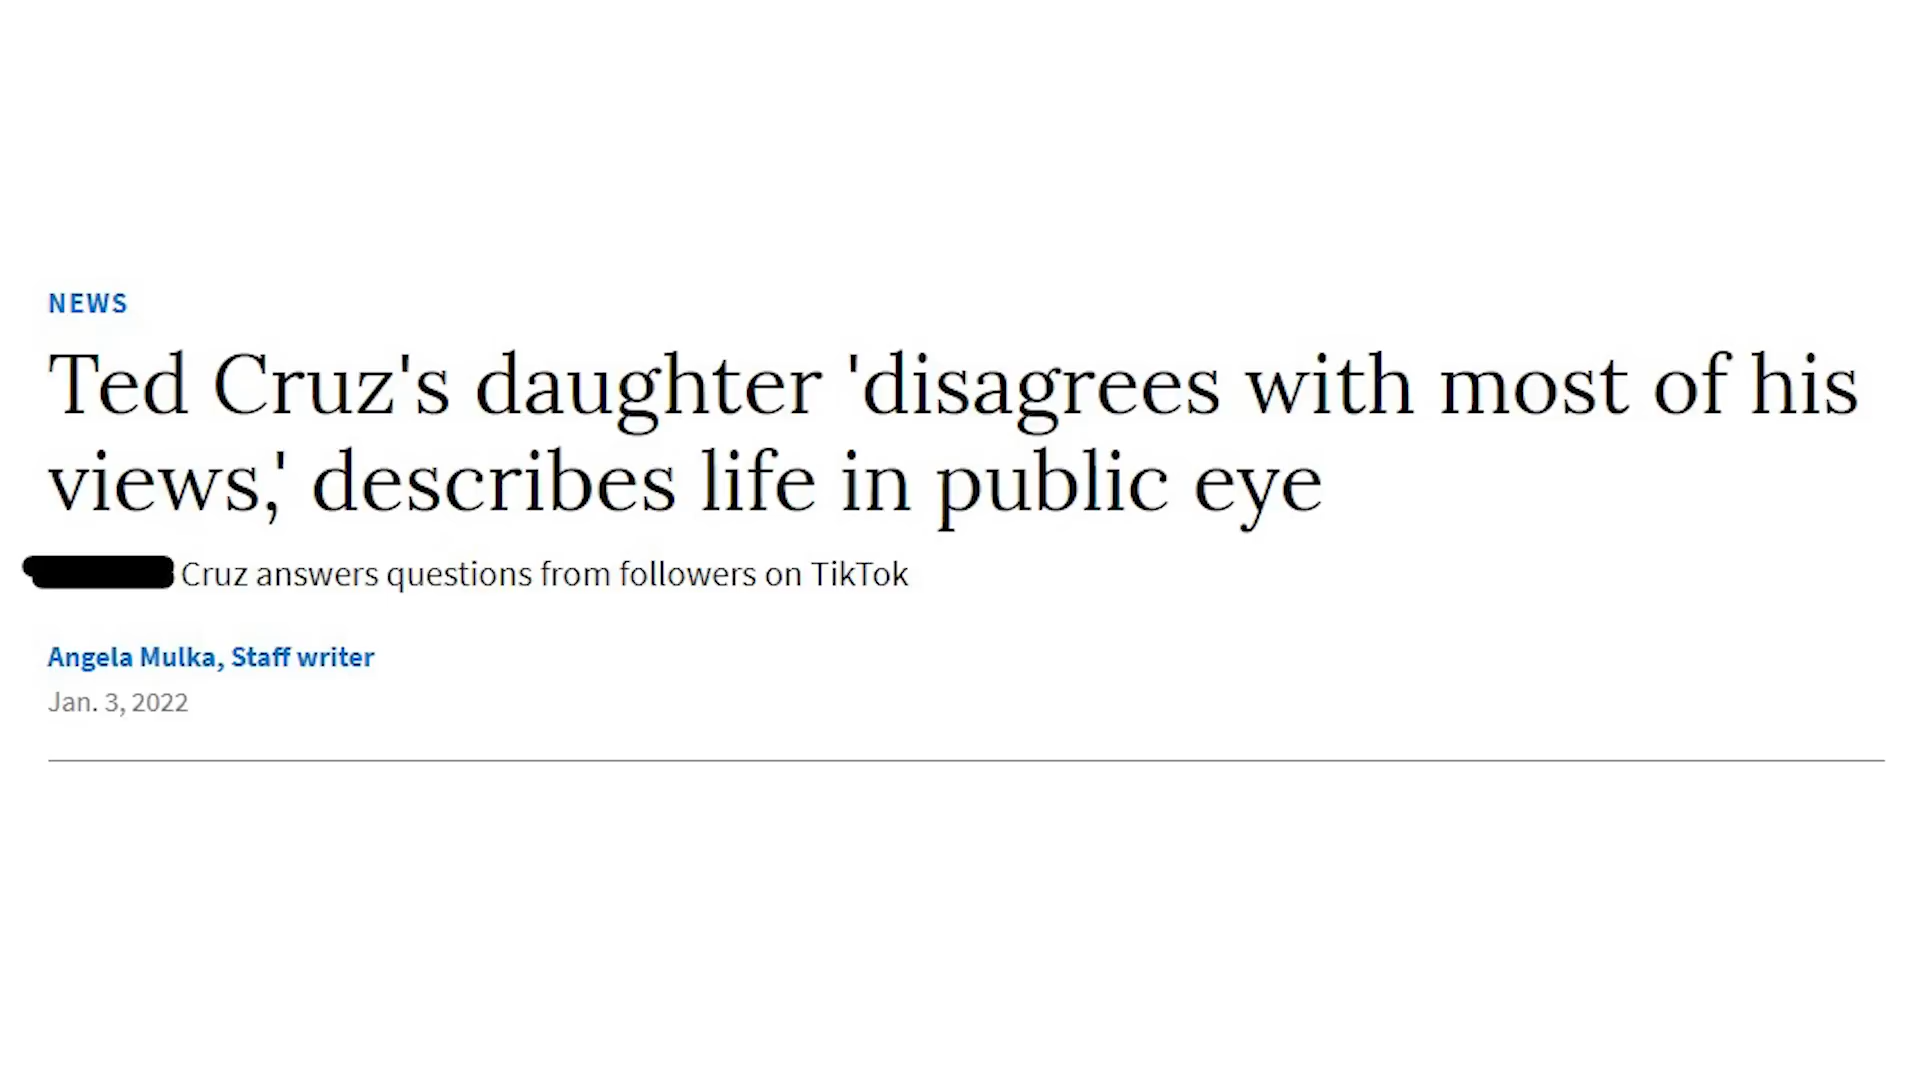 NEWS
Ted Cruz's daughter 'disagrees with most of his
views,' describes life in public eye
Cruz answers questions from followers on TikTok
Angela Mulka, Staff writer
Jan. 3, 2022